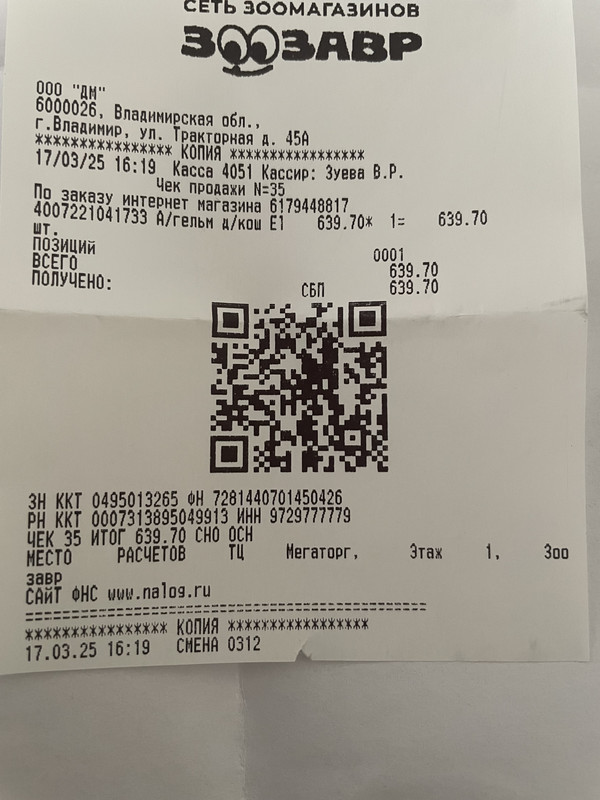 СЕТЬ ЗООМАГАЗИНОВ
ЗООЗАВР
ООО "ДМ"
6000026, Владимирская обл.,
г.Владимир, ул. Тракторная д. 45А
**************** КОПИЯ ****************
17/03/25 16:19 Касса 4051 Кассир: Зуева В.Р.
Чек продажи N=35
По заказу интернет магазина 6179448817
4007221041733 А/гельм д/кош Е1 639.70* 1= 639.70
шт.
ПОЗИЦИй 0001
ВСЕГО 639.70
ПОЛУЧЕНО: СБП 639.70
ЗН ККТ 0495013265 ФН 7281440701450426
РН ККТ 0007313895049913 ИНН 9729777779
ЧЕК 35 ИТОГ 639.70 СНО ОСН
МЕСТО РАСЧЕТОВ ТЦ Мегаторг, Этаж 1, Зоо
завр
САЙТ ФНС www.nalog.ru
================================================
***************** КОПИЯ *****************
17.03.25 16:19 СМЕНА 0312